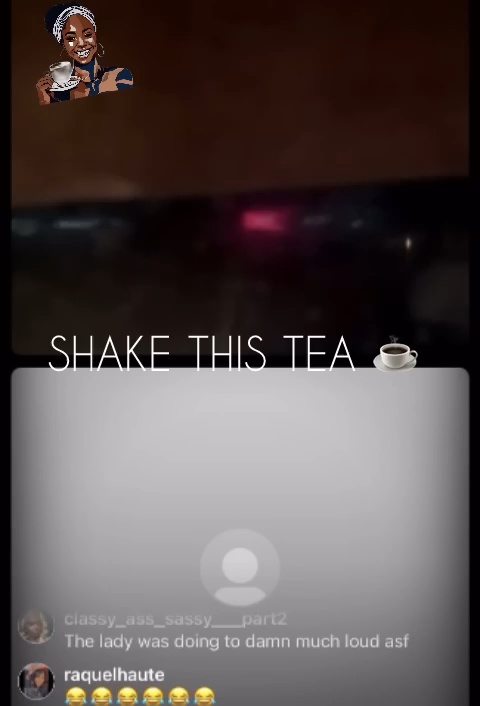 SHAKE THIS TEA ☕
classy_ass_sassy___part2
The lady was doing to damn much loud asf
raquelhaute
😂😂😂😂😂😂